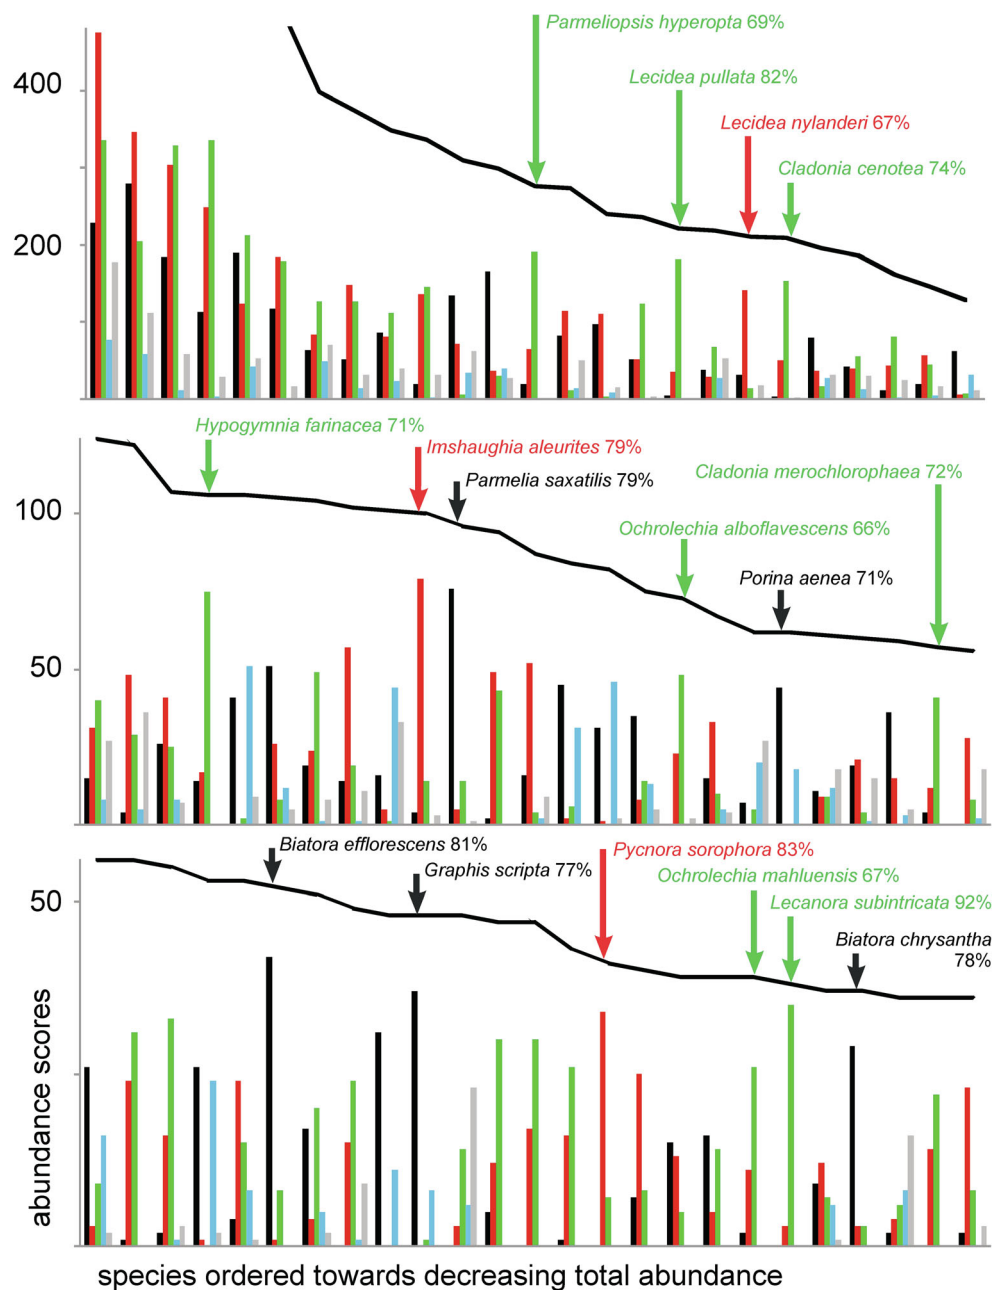 Parmeliopsis hyperopta 69%
400
Lecidea pullata 82%
Lecidea nylanderi 67%
Cladonia cenotea 74%
200
Hypogymnia farinacea 71%
Imshaughia aleurites 79%
Cladonia merochlorophaea 72%
Parmelia saxatilis 79%
100
Ochrolechia alboflavescens 66%
Porina aenea 71%
50
Biatora efflorescens 81%
Pycnora sorophora 83%
Graphis scripta 77%
Ochrolechia mahluensis 67%
Lecanora subintricata 92%
50
Biatora chrysantha
78%
abundance scores
species ordered towards decreasing total abundance